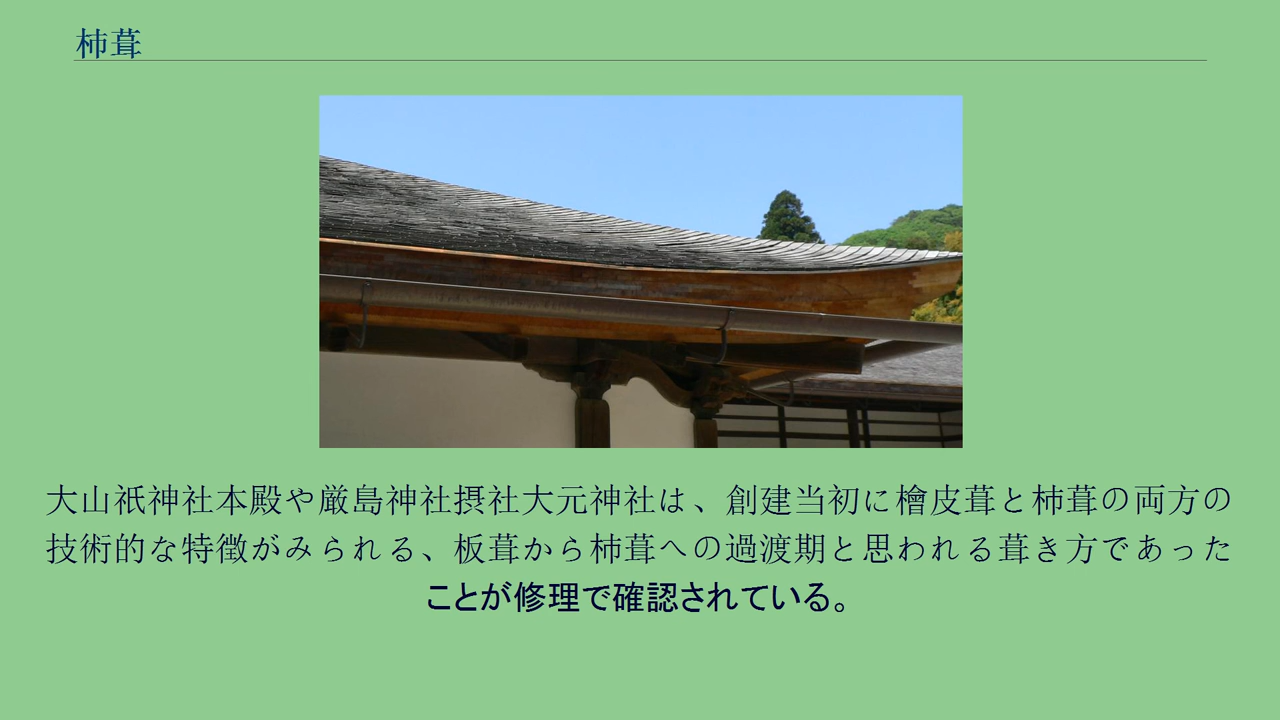 柿葺
大山祇神社本殿や厳島神社摂社大元神社は、創建当初に檜皮葺と柿葺の両方の
技術的な特徴がみられる、板葺から柿葺への過渡期と思われる葺き方であった
ことが修理で確認されている。